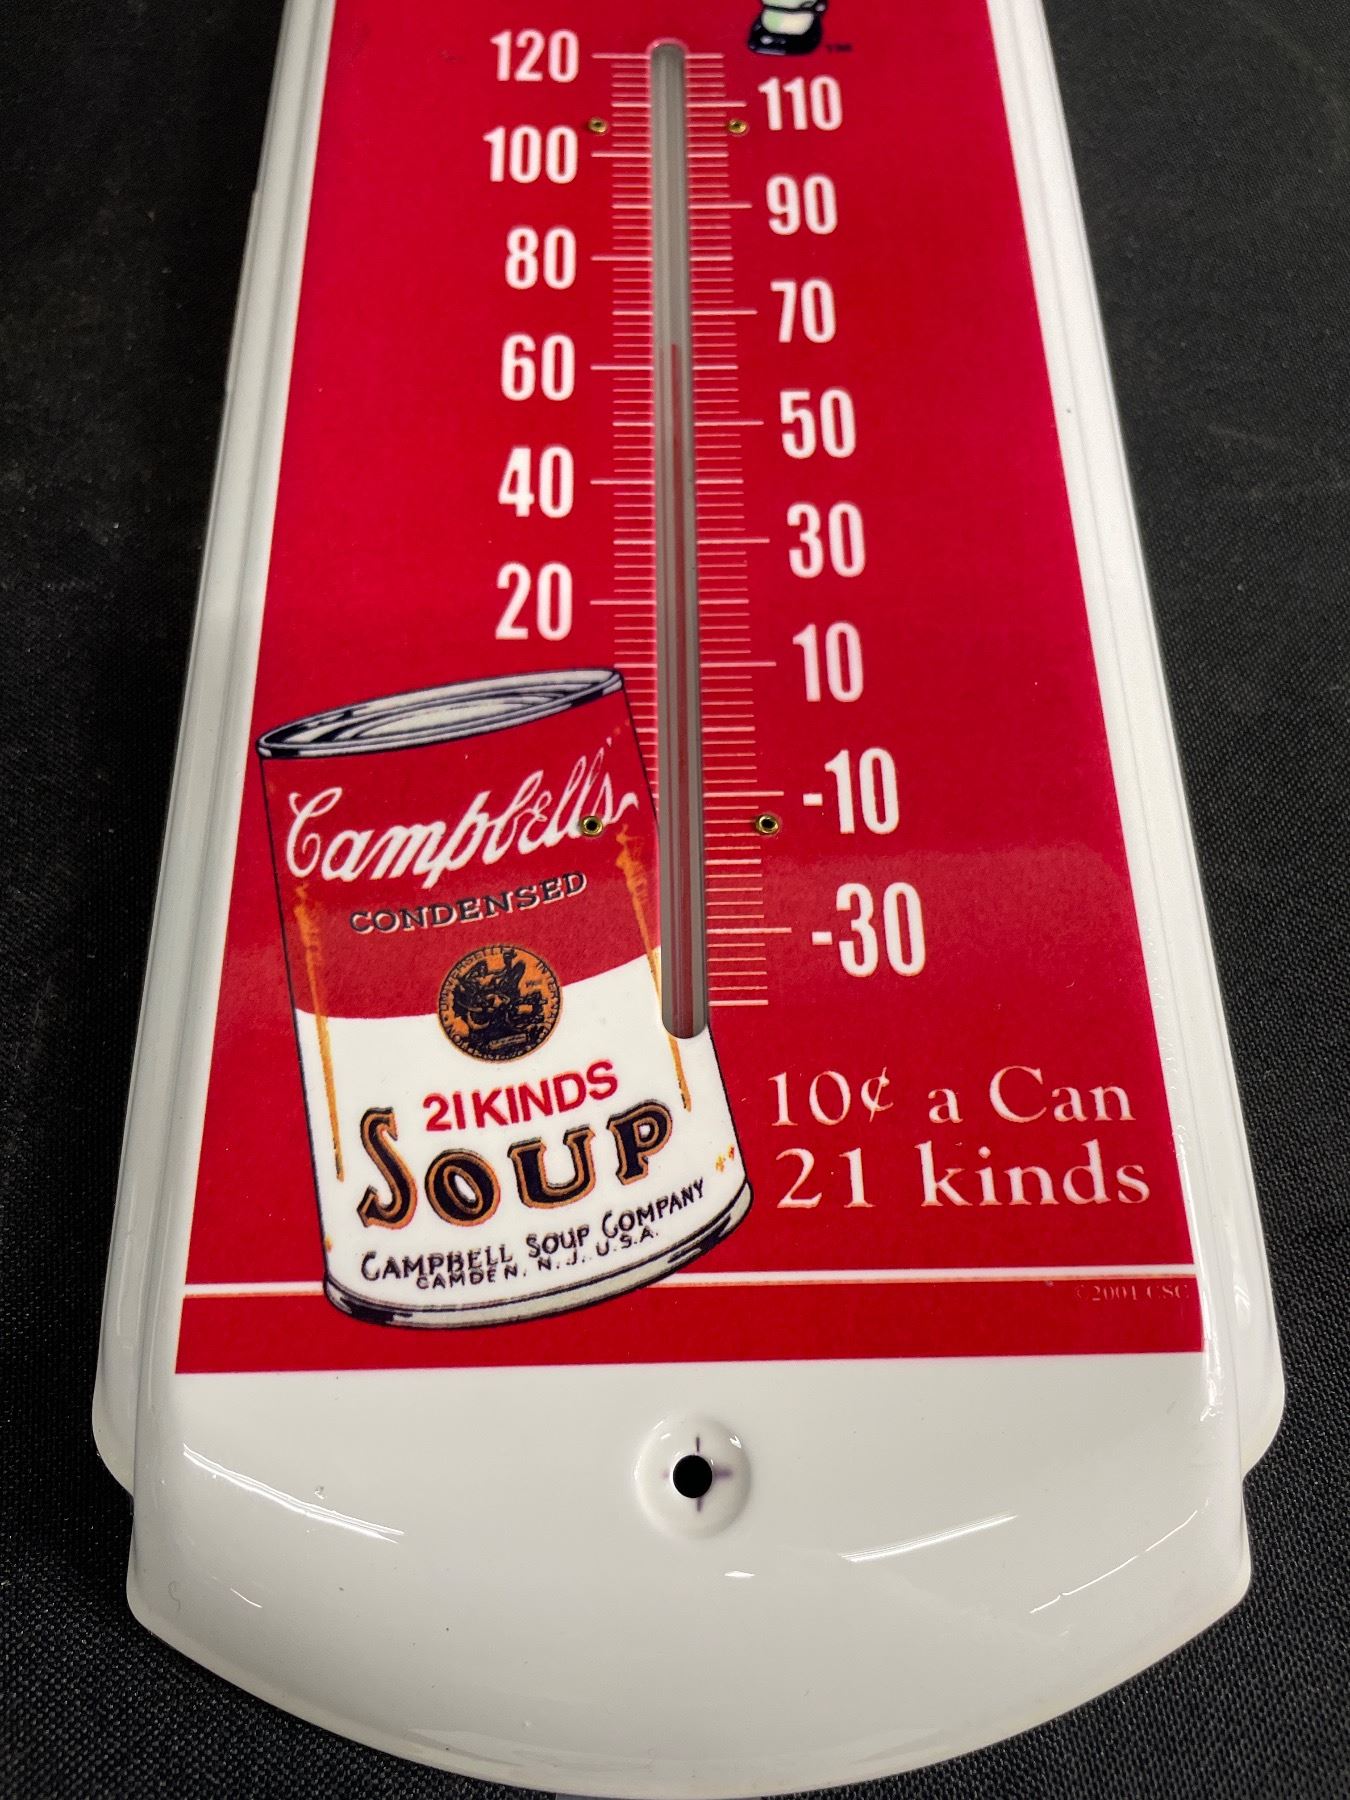 ™
120
110
100
90
80
70
60
50
40
30
20
10
-10
-30
Campbell's
CONDENSED
21 KINDS
SOUP
CAMPBELL SOUP COMPANY
CAMDEN, N.J., U.S.A.
10¢ a Can
21 kinds
©2001 CSC